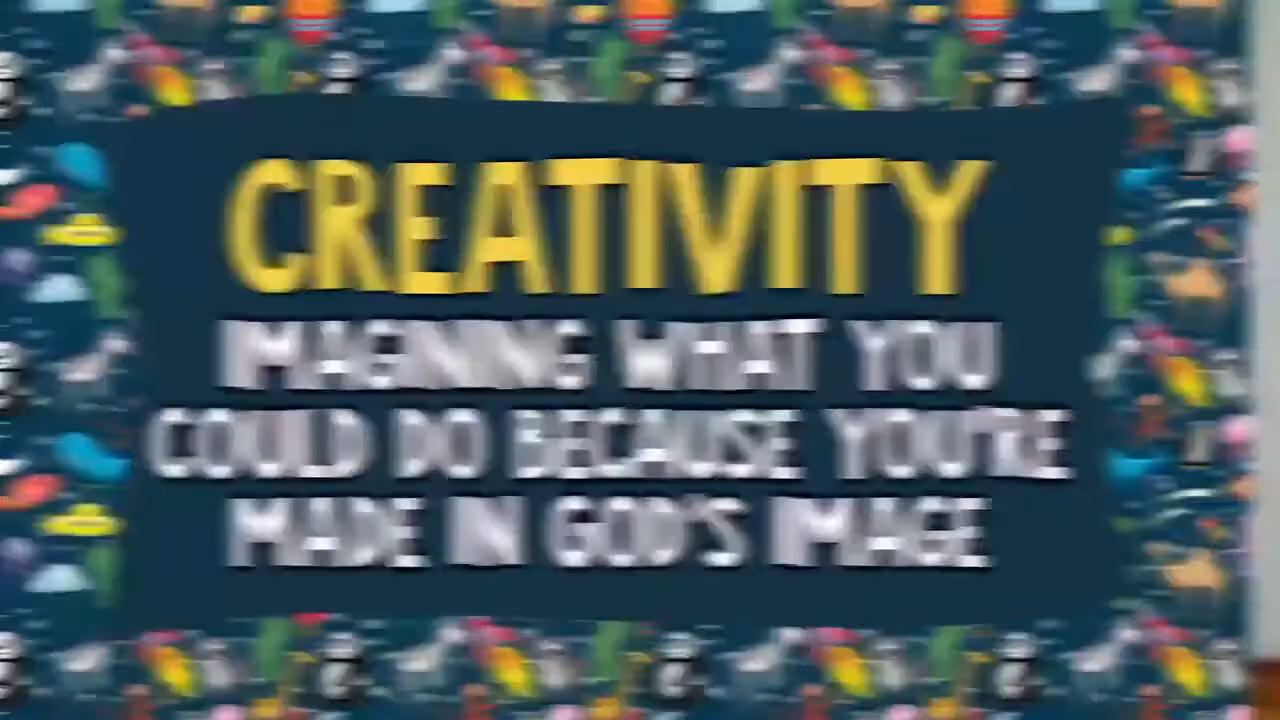 CREATIVITY
IMAGINING WHAT YOU
COULD DO BECAUSE YOU'RE
MADE IN GOD'S IMAGE